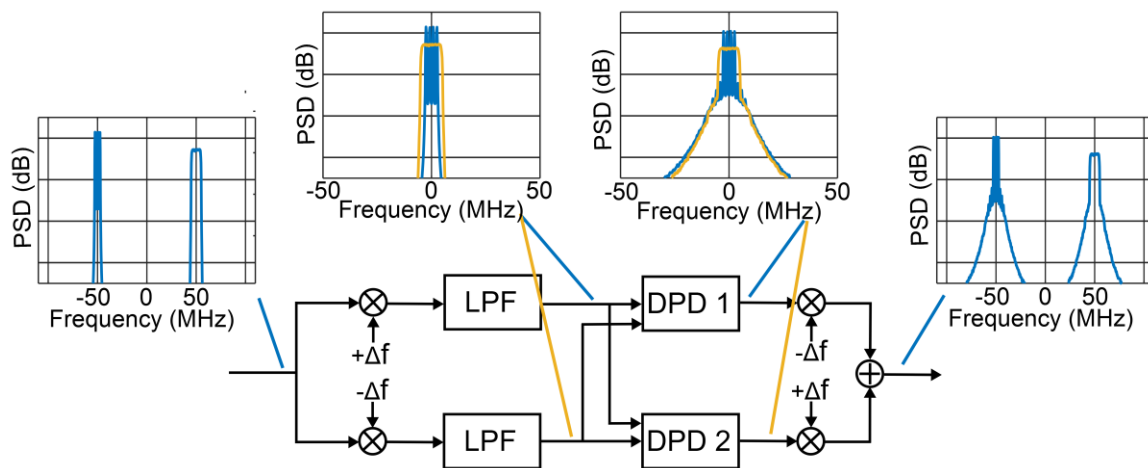 PSD (dB)
-50 0 50
Frequency (MHz)
PSD (dB)
-50 0 50
Frequency (MHz)
PSD (dB)
-50 0 50
Frequency (MHz)
PSD (dB)
-50 0 50
Frequency (MHz)
LPF
DPD 1
+Δf
-Δf
-Δf
+Δf
LPF
DPD 2